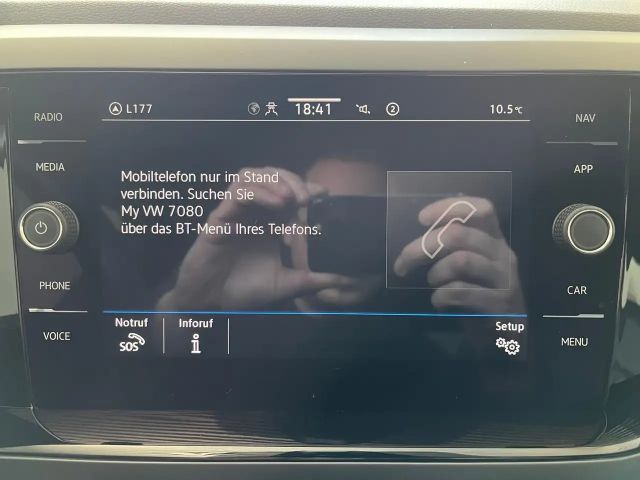 RADIO
MEDIA
PHONE
VOICE
L177
18:41
2
10.5°C
Mobiltelefon nur im Stand
verbinden. Suchen Sie
My VW 7080
über das BT-Menü Ihres Telefons.
Notruf
SOS
Inforuf
i
Setup
NAV
APP
CAR
MENU